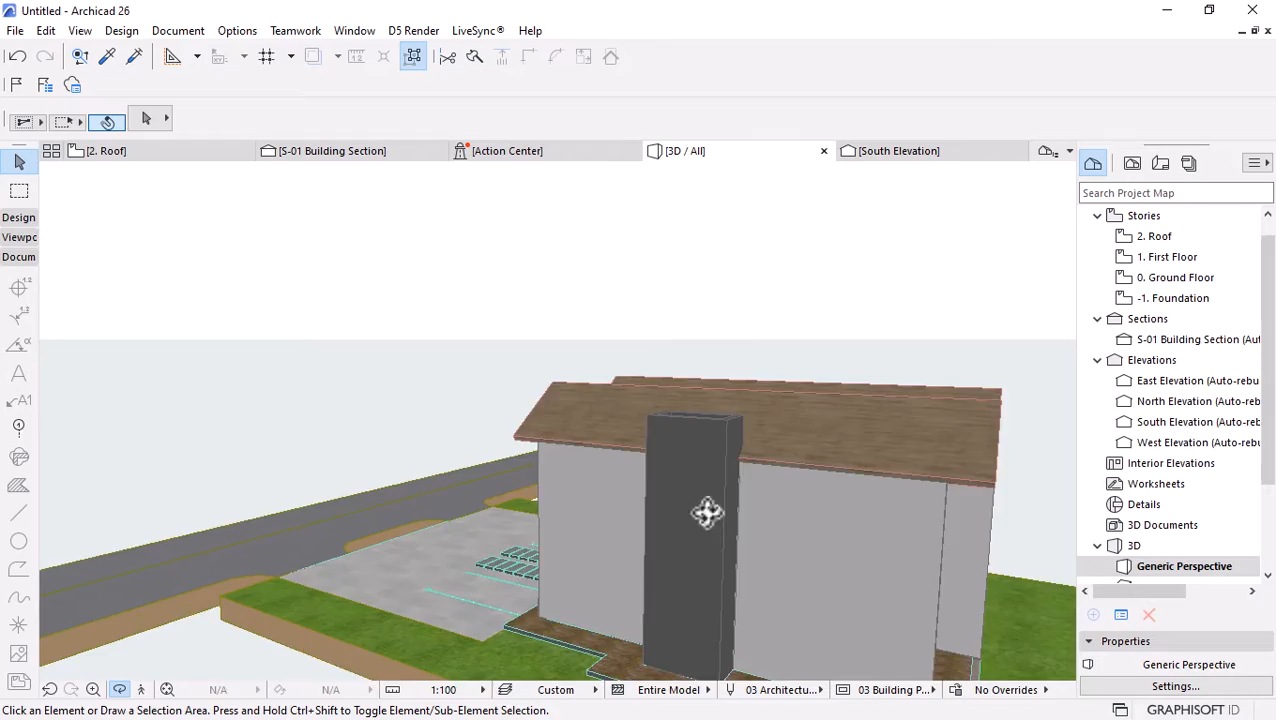 Untitled - Archicad 26
File Edit View Design Document Options Teamwork Window D5 Render LiveSync® Help
[2. Roof] [S-01 Building Section] [Action Center] [3D / All] [South Elevation]
Search Project Map
Stories
2. Roof
1. First Floor
0. Ground Floor
-1. Foundation
Sections
S-01 Building Section (Aut
Elevations
East Elevation (Auto-rebu
North Elevation (Auto-rebu
South Elevation (Auto-rebu
West Elevation (Auto-rebu
Interior Elevations
Worksheets
Details
3D Documents
3D
Generic Perspective
Design
Viewpc
Docum
Properties
Generic Perspective
Settings...
N/A N/A 1:100 Custom Entire Model 03 Architectu... 03 Building P... No Overrides
Click an Element or Draw a Selection Area. Press and Hold Ctrl+Shift to Toggle Element/Sub-Element Selection.
GRAPHISOFT ID